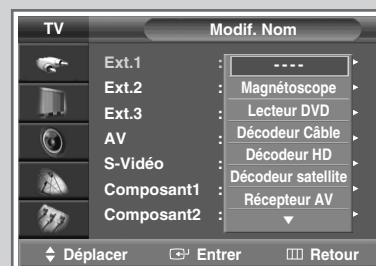 TV Modif. Nom
Ext.1 : - - - -
Ext.2 : Magnétoscope
Ext.3 : Lecteur DVD
AV : Décodeur Câble
S-Vidéo : Décodeur HD
Décodeur satellite
Composant1 : Récepteur AV
Composant2 :
Déplacer Entrer Retour